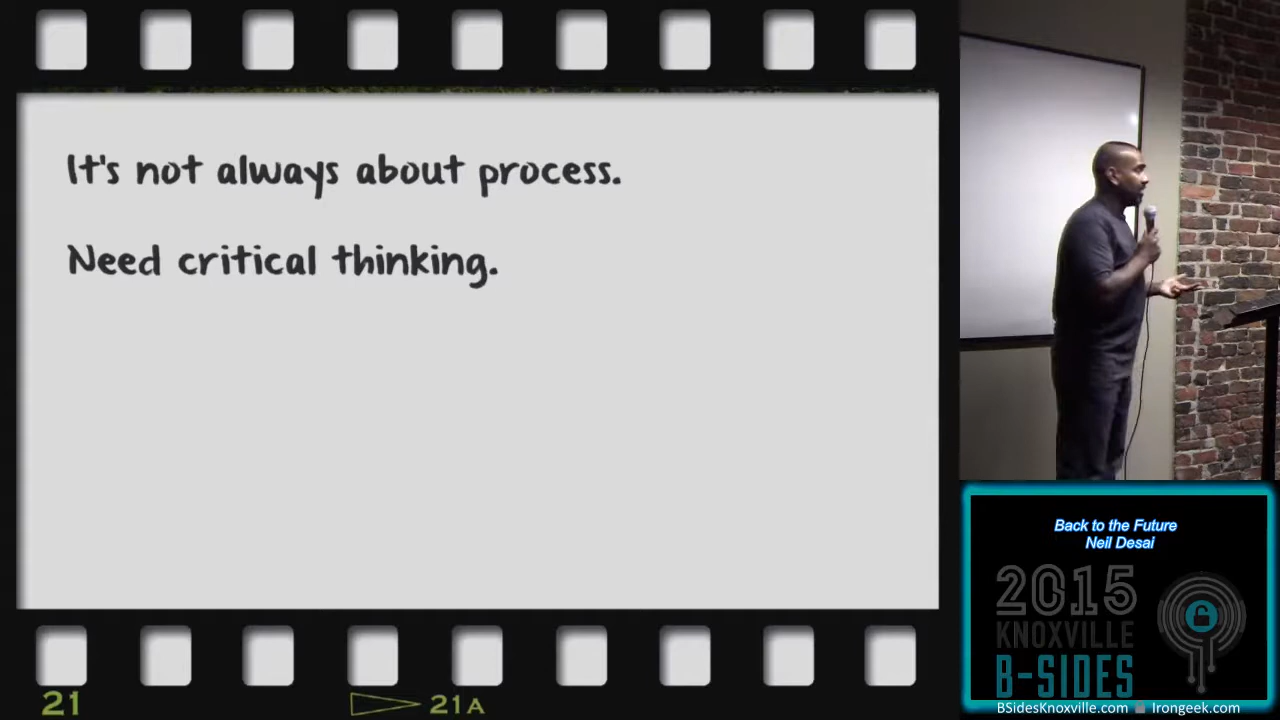 It's not always about process.
Need critical thinking.
21
21A
Back to the Future
Neil Desai
2015
KNOXVILLE
B-SIDES
BSidesKnoxville.com
Irongeek.com